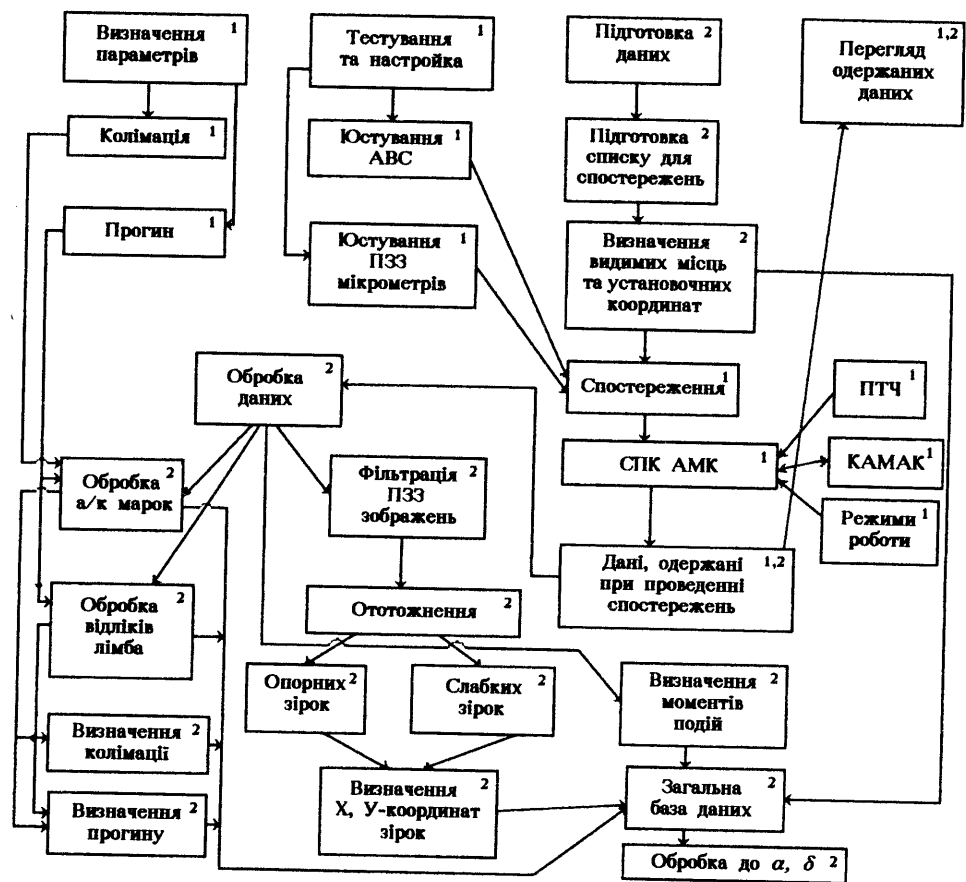 Визначення 2
параметрів
Тестування 1
та настройка
Підготовка 2
даних
Перегляд 1,2
одержаних
даних
Колімація 1
Юстування 1
АВС
Підготовка 2
списку для
спостережень
Прогин 1
Юстування 1
ПЗЗ
мікрометрів
Визначення 2
видимих місць
та установочних
координат
Обробка 2
даних
Спостереження 1
ПТЧ 1
Обробка 2
а/к марок
Фільтрація 2
ПЗЗ
зображень
СПК АМК 1
КАМАК 1
Режими 1
роботи
Дані, одержані 1,2
при проведенні
спостережень
Обробка 2
відліків
лімба
Ототожнення 2
Опорних 2
зірок
Слабких 2
зірок
Визначення 2
моментів
подій
Визначення 2
колімації
Визначення 2
прогину
Визначення 2
X, У-координат
зірок
Загальна 2
база даних
Обробка до α, δ 2